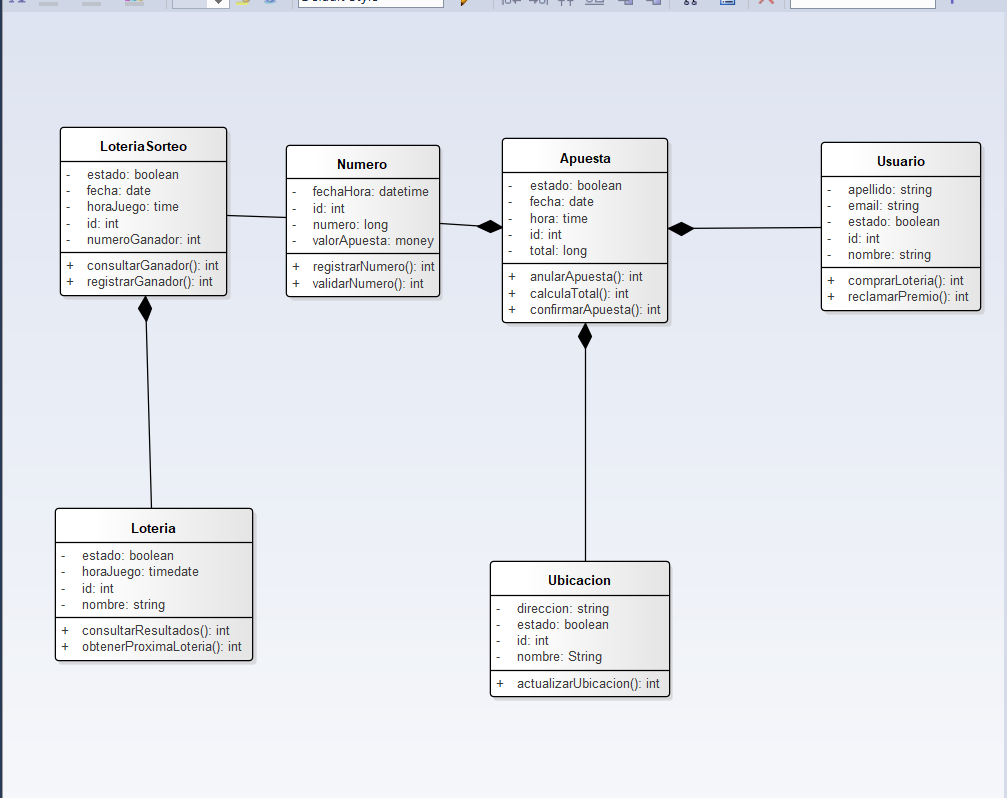 LoteriaSorteo
- estado: boolean
- fecha: date
- horaJuego: time
- id: int
- numeroGanador: int
+ consultarGanador(): int
+ registrarGanador(): int
Numero
- fechaHora: datetime
- id: int
- numero: long
- valorApuesta: money
+ registrarNumero(): int
+ validarNumero(): int
Apuesta
- estado: boolean
- fecha: date
- hora: time
- id: int
- total: long
+ anularApuesta(): int
+ calculaTotal(): int
+ confirmarApuesta(): int
Usuario
- apellido: string
- email: string
- estado: boolean
- id: int
- nombre: string
+ comprarLoteria(): int
+ reclamarPremio(): int
Loteria
- estado: boolean
- horaJuego: timedate
- id: int
- nombre: string
+ consultarResultados(): int
+ obtenerProximaLoteria(): int
Ubicacion
- direccion: string
- estado: boolean
- id: int
- nombre: String
+ actualizarUbicacion(): int